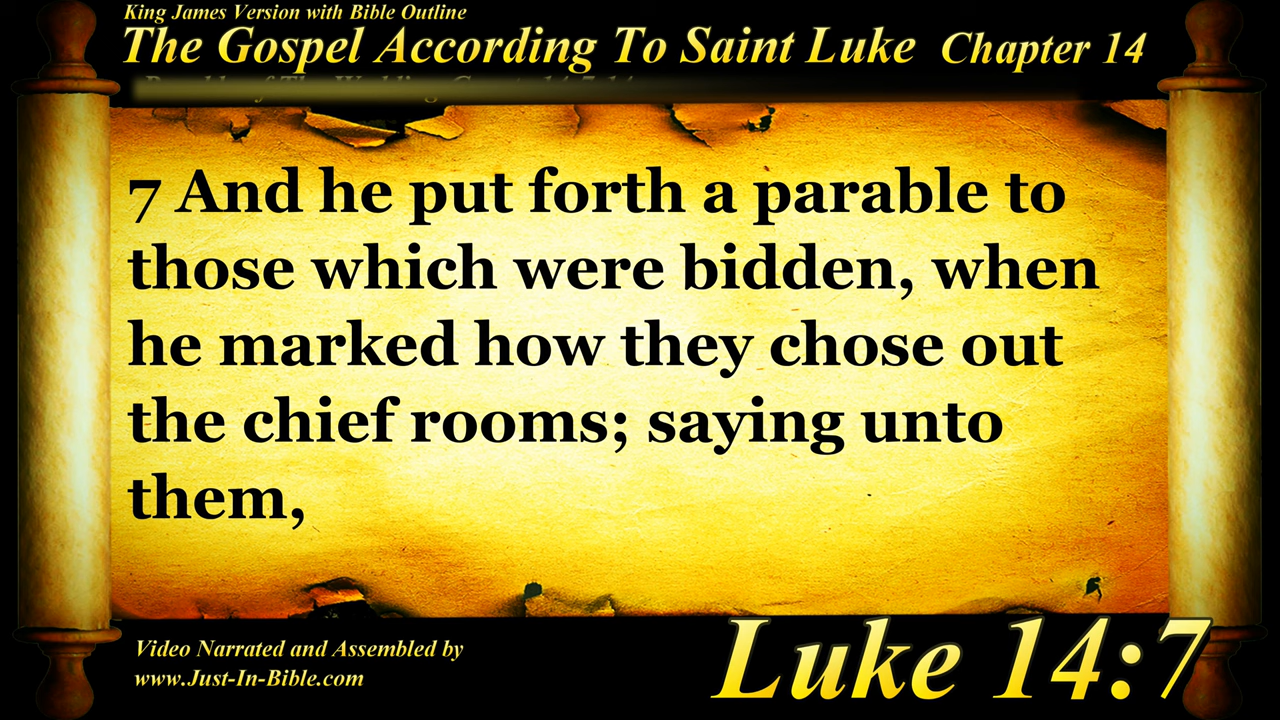 King James Version with Bible Outline
The Gospel According To Saint Luke Chapter 14
7 And he put forth a parable to
those which were bidden, when
he marked how they chose out
the chief rooms; saying unto
them,
Video Narrated and Assembled by
www.Just-In-Bible.com
Luke 14:7